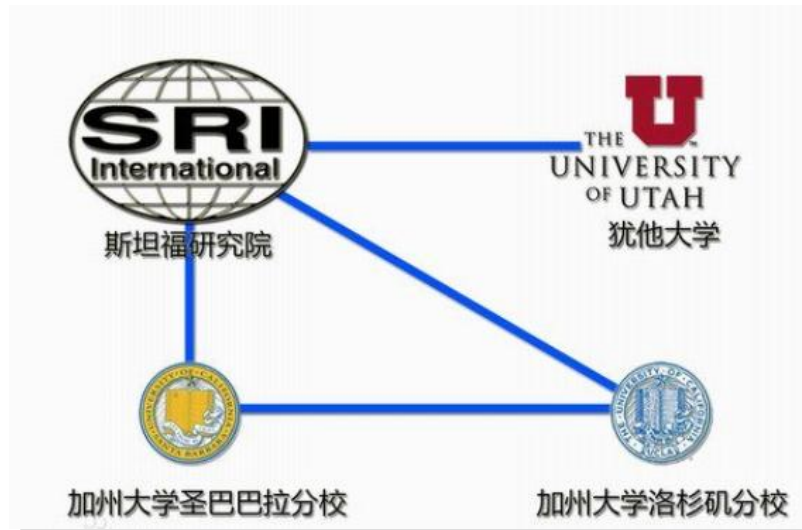 SRI
International
THE
UNIVERSITY
OF UTAH
斯坦福研究院
犹他大学
加州大学圣巴巴拉分校
加州大学洛杉矶分校